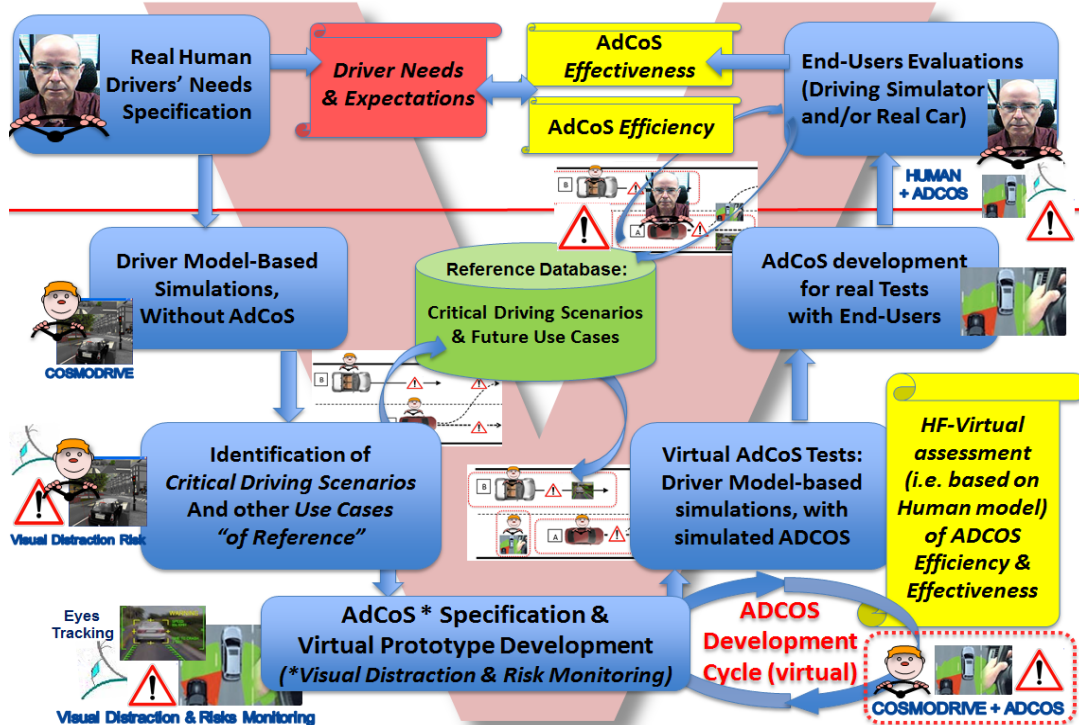 Real Human
Drivers’ Needs
Specification
Driver Needs
& Expectations
AdCoS
Effectiveness
AdCoS Efficiency
End-Users Evaluations
(Driving Simulator
and/or Real Car)
HUMAN
+ ADCOS
B
A
Driver Model-Based
Simulations,
Without AdCoS
COSMODRIVE
Reference Database:
Critical Driving Scenarios
& Future Use Cases
AdCoS development
for real Tests
with End-Users
B
Identification of
Critical Driving Scenarios
And other Use Cases
“of Reference”
Visual Distraction Risk
B
A
Virtual AdCoS Tests:
Driver Model-based
simulations, with
simulated ADCOS
HF-Virtual
assessment
(i.e. based on
Human model)
of ADCOS
Efficiency &
Effectiveness
Eyes
Tracking
WARNING
Visual Distraction & Risks Monitoring
AdCoS * Specification &
Virtual Prototype Development
(*Visual Distraction & Risk Monitoring)
ADCOS
Development
Cycle (virtual)
COSMODRIVE + ADCOS